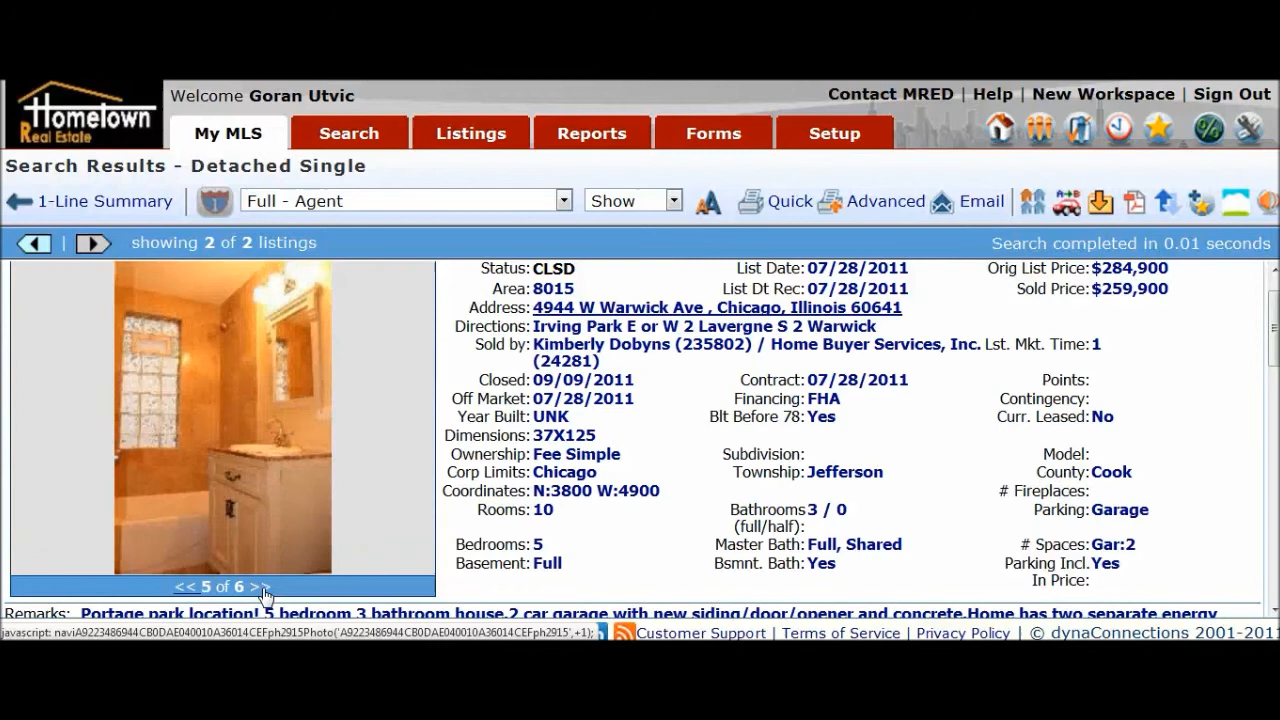 Hometown
Real Estate
Welcome Goran Utvic
Contact MRED | Help | New Workspace | Sign Out
My MLS Search Listings Reports Forms Setup
Search Results - Detached Single
1-Line Summary Full - Agent Show Quick Advanced Email
showing 2 of 2 listings Search completed in 0.01 seconds
Status: CLSD List Date: 07/28/2011 Orig List Price: $284,900
Area: 8015 List Dt Rec: 07/28/2011 Sold Price: $259,900
Address: 4944 W Warwick Ave , Chicago, Illinois 60641
Directions: Irving Park E or W 2 Lavergne S 2 Warwick
Sold by: Kimberly Dobyns (235802) / Home Buyer Services, Inc. Lst. Mkt. Time: 1
(24281)
Closed: 09/09/2011 Contract: 07/28/2011 Points:
Off Market: 07/28/2011 Financing: FHA Contingency:
Year Built: UNK Blt Before 78: Yes Curr. Leased: No
Dimensions: 37X125
Ownership: Fee Simple Subdivision: Model:
Corp Limits: Chicago Township: Jefferson County: Cook
Coordinates: N:3800 W:4900 # Fireplaces:
Rooms: 10 Bathrooms 3 / 0 Parking: Garage
(full/half):
Bedrooms: 5 Master Bath: Full, Shared # Spaces: Gar:2
Basement: Full Bsmnt. Bath: Yes Parking Incl. Yes
In Price:
<< 5 of 6 >>
Remarks: Portage park location! 5 bedroom 3 bathroom house,2 car garage with new siding/door/opener and concrete.Home has two separate energy
javascript: naviA9223486944CB0DAE040010A36014CEFph2915Photo('A9223486944CB0DAE040010A36014CEFph2915',+1);
Customer Support | Terms of Service | Privacy Policy | © dynaConnections 2001-201